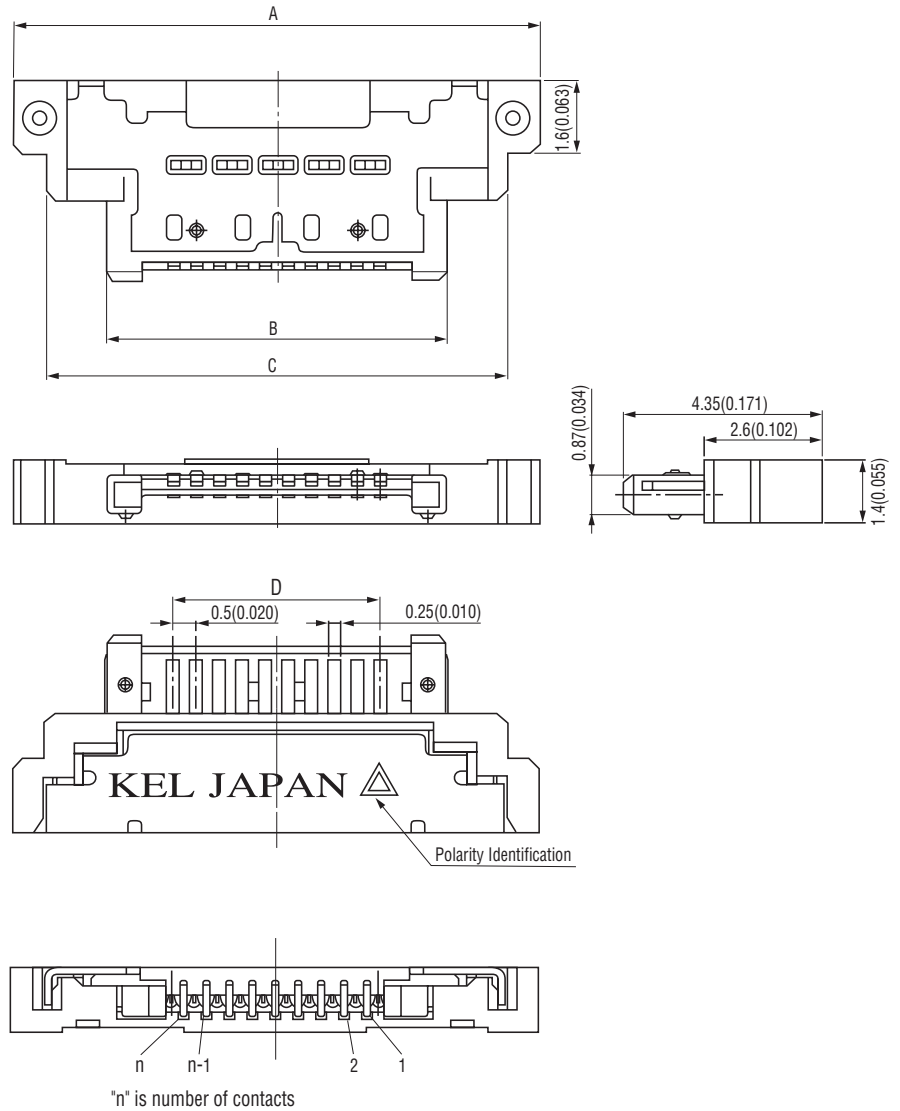 A
1.6(0.063)
B
C
0.87(0.034)
4.35(0.171)
2.6(0.102)
1.4(0.055)
D
0.5(0.020)
0.25(0.010)
KEL JAPAN
Polarity Identification
n
n-1
2
1
"n" is number of contacts